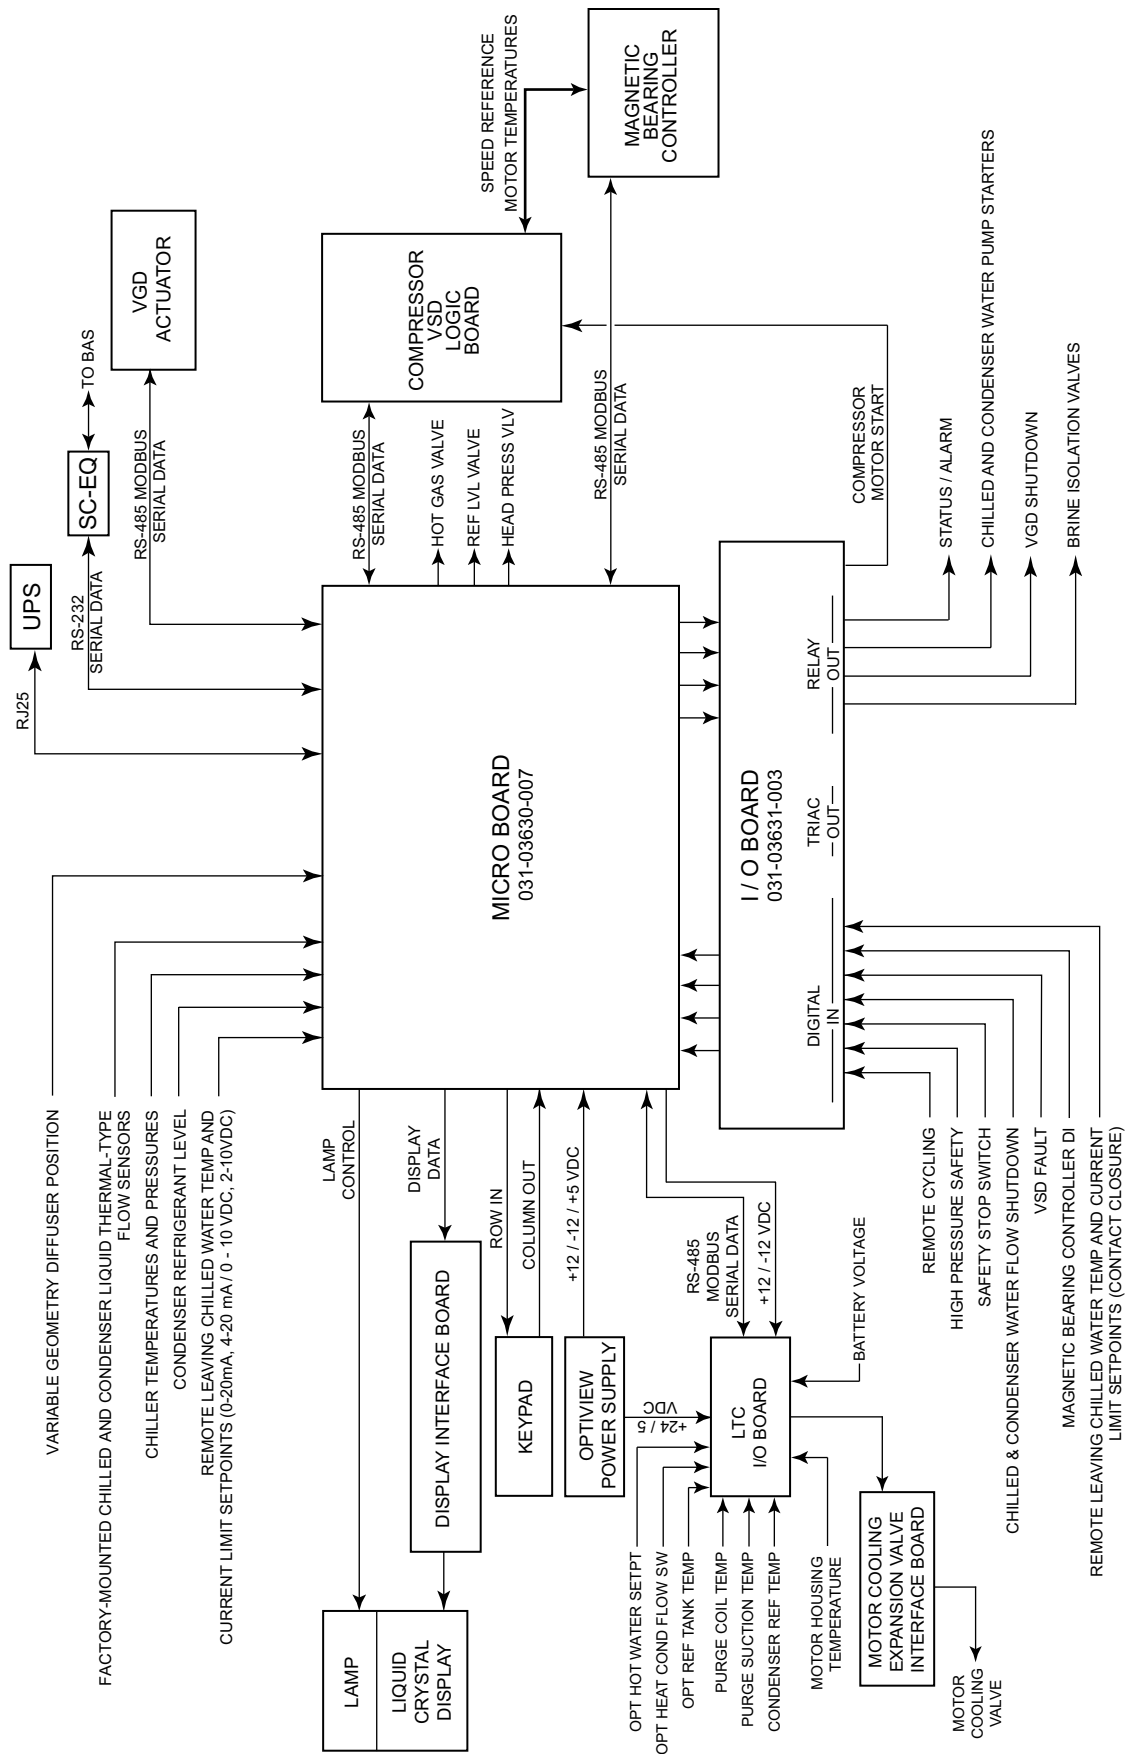 VARIABLE GEOMETRY DIFFUSER POSITION
FACTORY-MOUNTED CHILLED AND CONDENSER LIQUID THERMAL-TYPE
FLOW SENSORS
CHILLER TEMPERATURES AND PRESSURES
CONDENSER REFRIGERANT LEVEL
REMOTE LEAVING CHILLED WATER TEMP AND
CURRENT LIMIT SETPOINTS (0-20mA, 4-20 mA / 0 - 10 VDC, 2-10VDC)
RJ25
UPS
RS-232
SERIAL DATA
SC-EQ
TO BAS
RS-485 MODBUS
SERIAL DATA
VGD
ACTUATOR
LAMP
LIQUID
CRYSTAL
DISPLAY
LAMP
CONTROL
DISPLAY INTERFACE BOARD
DISPLAY
DATA
KEYPAD
ROW IN
COLUMN OUT
OPTIVIEW
POWER SUPPLY
+12 / -12 / +5 VDC
+24 / 5
VDC
MICRO BOARD
031-03630-007
RS-485 MODBUS
SERIAL DATA
HOT GAS VALVE
REF LVL VALVE
HEAD PRESS VLV
RS-485 MODBUS
SERIAL DATA
COMPRESSOR
VSD
LOGIC
BOARD
SPEED REFERENCE
MOTOR TEMPERATURES
MAGNETIC
BEARING
CONTROLLER
OPT HOT WATER SETPT
OPT HEAT COND FLOW SW
OPT REF TANK TEMP
PURGE COIL TEMP
PURGE SUCTION TEMP
CONDENSER REF TEMP
MOTOR HOUSING
TEMPERATURE
LTC
I/O BOARD
RS-485
MODBUS
SERIAL DATA
+12 / -12 VDC
BATTERY VOLTAGE
MOTOR COOLING
EXPANSION VALVE
INTERFACE BOARD
MOTOR
COOLING
VALVE
I / O BOARD
031-03631-003
DIGITAL
IN
TRIAC
OUT
RELAY
OUT
COMPRESSOR
MOTOR START
REMOTE CYCLING
HIGH PRESSURE SAFETY
SAFETY STOP SWITCH
CHILLED & CONDENSER WATER FLOW SHUTDOWN
VSD FAULT
MAGNETIC BEARING CONTROLLER DI
REMOTE LEAVING CHILLED WATER TEMP AND CURRENT
LIMIT SETPOINTS (CONTACT CLOSURE)
STATUS / ALARM
CHILLED AND CONDENSER WATER PUMP STARTERS
VGD SHUTDOWN
BRINE ISOLATION VALVES